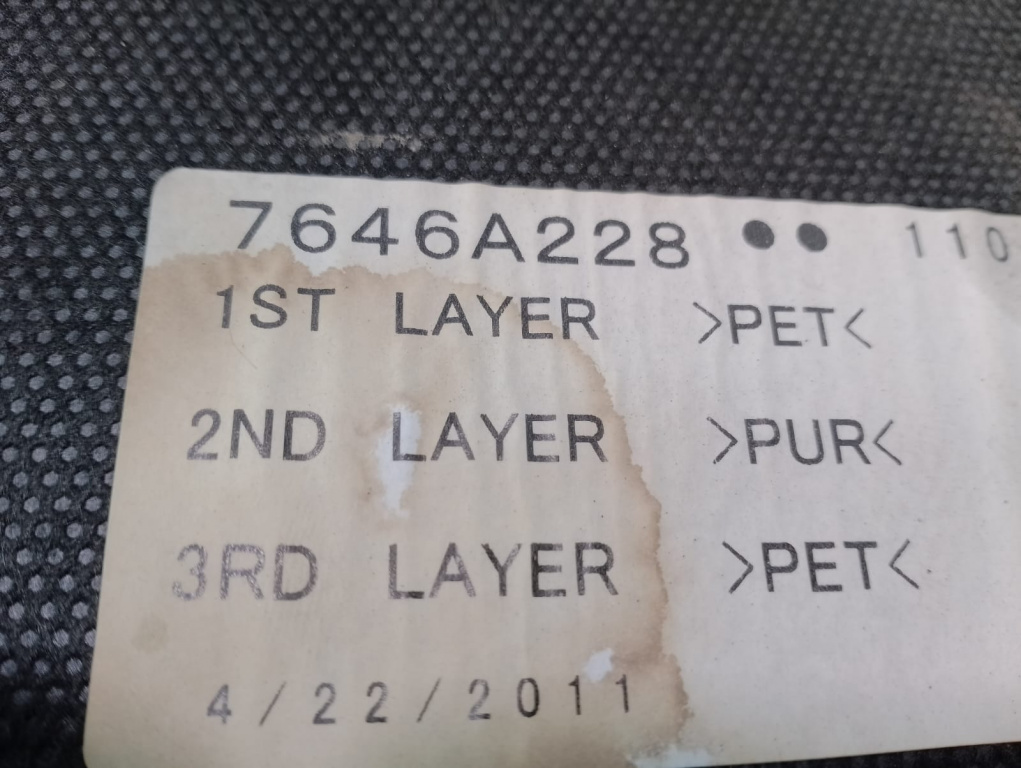 7646A228 ●● 110
1ST LAYER >PET<
2ND LAYER >PUR<
3RD LAYER >PET<
4/22/2011